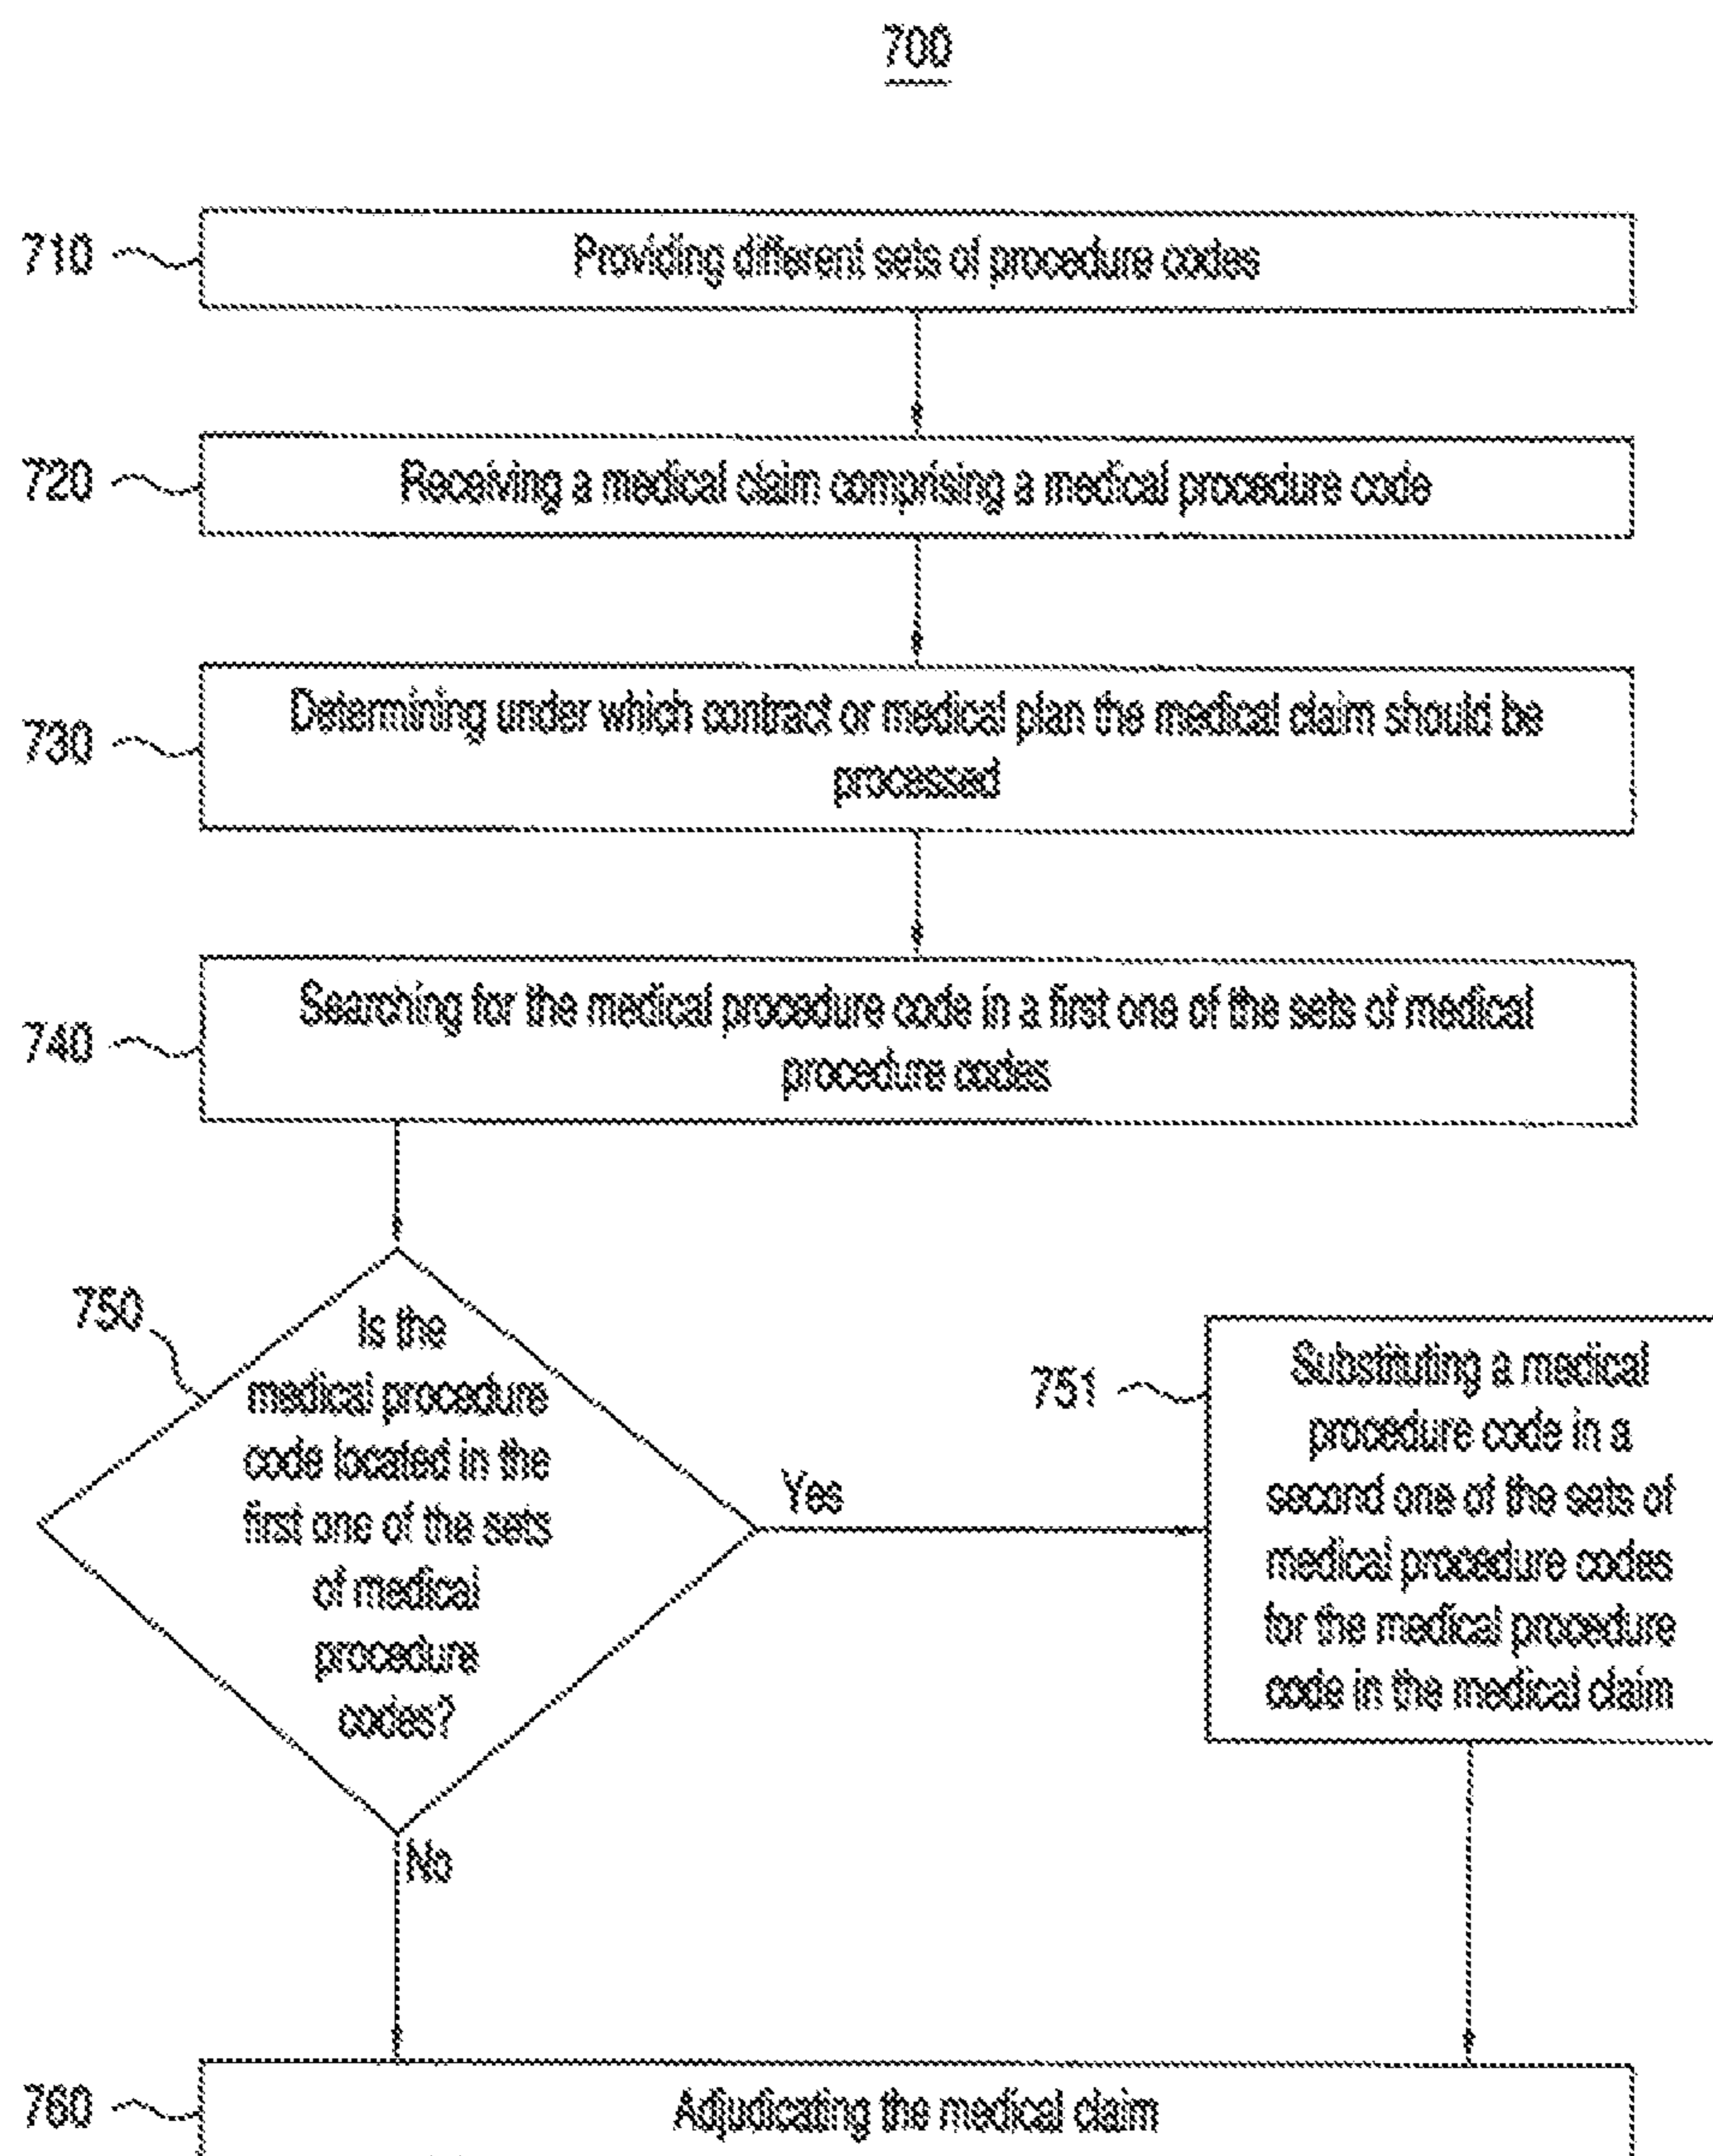 700
710
Providing different sets of procedure codes
720
Receiving a medical claim comprising a medical procedure code
730
Determining under which contract or medical plan the medical claim should be
processed
740
Searching for the medical procedure code in a first one of the sets of medical
procedure codes
750
Is the
medical procedure
code located in the
first one of the sets
of medical
procedure
codes?
Yes
No
751
Substituting a medical
procedure code in a
second one of the sets of
medical procedure codes
for the medical procedure
code in the medical claim
760
Adjudicating the medical claim